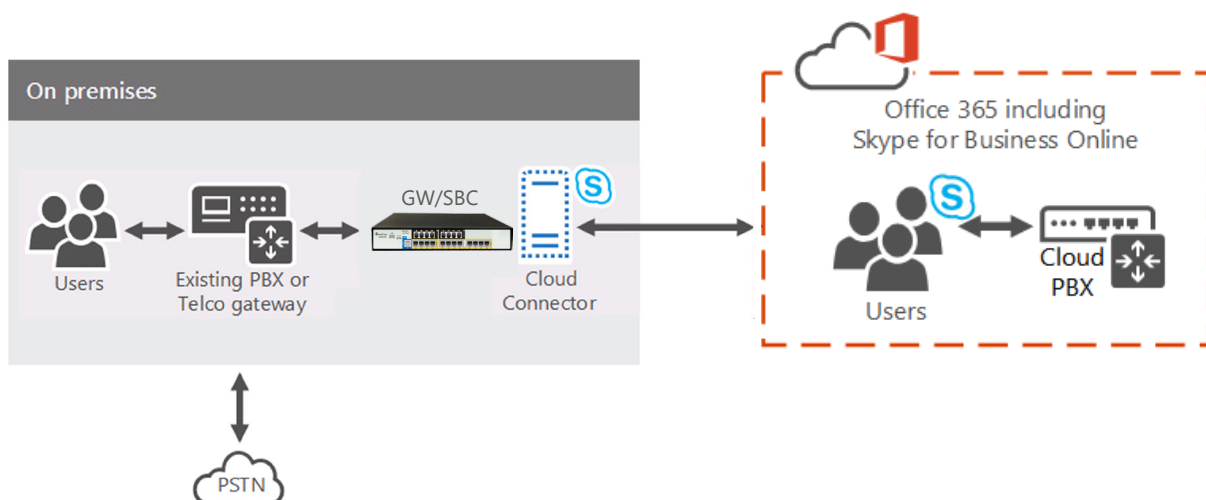 On premises
Office 365 including
Skype for Business Online
GW/SBC
S
S
Users
Existing PBX or
Telco gateway
Cloud
Connector
Cloud
PBX
Users
PSTN